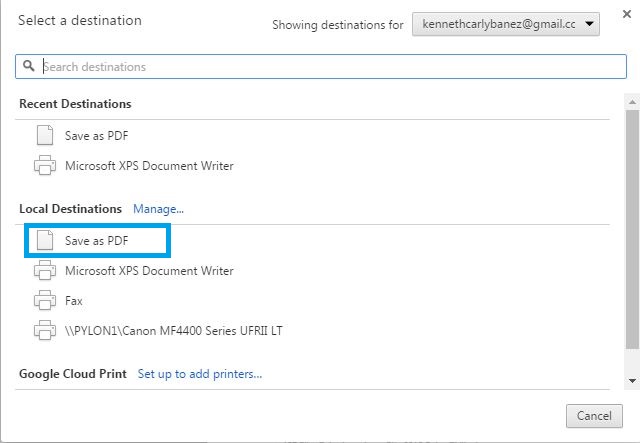 Select a destination
Showing destinations for kennethcarlybanez@gmail.cc
Search destinations
Recent Destinations
Save as PDF
Microsoft XPS Document Writer
Local Destinations Manage...
Save as PDF
Microsoft XPS Document Writer
Fax
\\PYLON1\Canon MF4400 Series UFRII LT
Google Cloud Print Set up to add printers...
Cancel